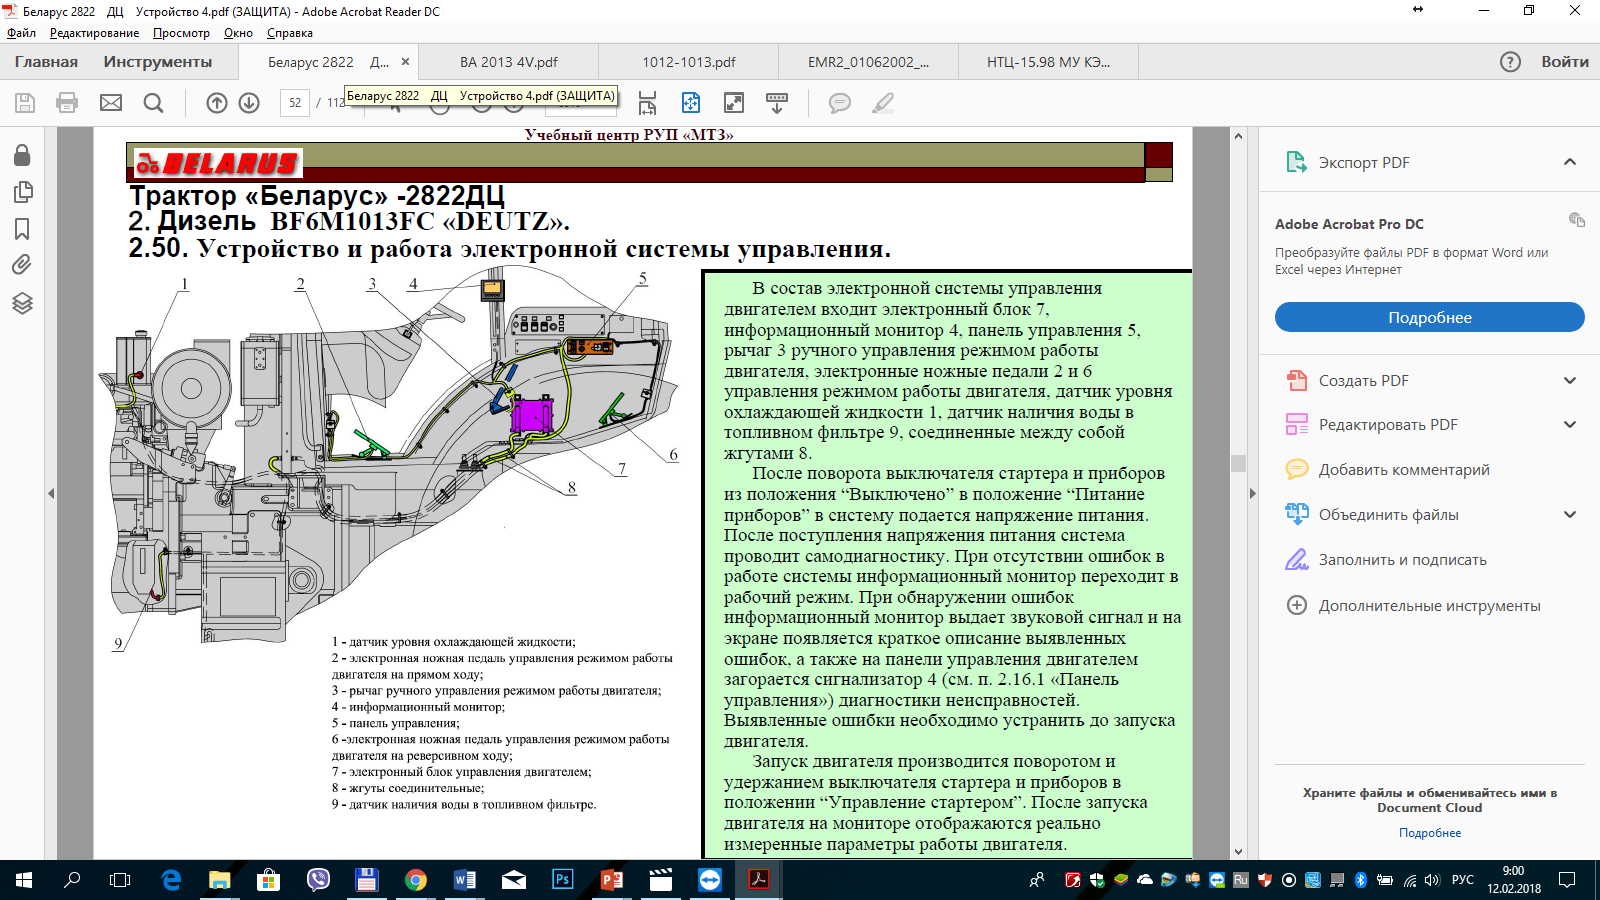 Беларус 2822 ДЦ Устройство 4.pdf (ЗАЩИТА) - Adobe Acrobat Reader DC
Файл Редактирование Просмотр Окно Справка
Главная Инструменты Беларус 2822 Д... × BA 2013 4V.pdf 1012-1013.pdf EMR2_01062002_... НТЦ-15.98 МУ КЭ... Войти
52 / 112
Беларус 2822 ДЦ Устройство 4.pdf (ЗАЩИТА)
Учебный центр РУП «МТЗ»
BELARUS
Трактор «Беларус» -2822ДЦ
2. Дизель BF6M1013FC «DEUTZ».
2.50. Устройство и работа электронной системы управления.
1 2 3 4 5
6
7
8
9
1 - датчик уровня охлаждающей жидкости;
2 - электронная ножная педаль управления режимом работы
двигателя на прямом ходу;
3 - рычаг ручного управления режимом работы двигателя;
4 - информационный монитор;
5 - панель управления;
6 -электронная ножная педаль управления режимом работы
двигателя на реверсивном ходу;
7 - электронный блок управления двигателем;
8 - жгуты соединительные;
9 - датчик наличия воды в топливном фильтре.
В состав электронной системы управления
двигателем входит электронный блок 7,
информационный монитор 4, панель управления 5,
рычаг 3 ручного управления режимом работы
двигателя, электронные ножные педали 2 и 6
управления режимом работы двигателя, датчик уровня
охлаждающей жидкости 1, датчик наличия воды в
топливном фильтре 9, соединенные между собой
жгутами 8.
После поворота выключателя стартера и приборов
из положения “Выключено” в положение “Питание
приборов” в систему подается напряжение питания.
После поступления напряжения питания система
проводит самодиагностику. При отсутствии ошибок в
работе системы информационный монитор переходит в
рабочий режим. При обнаружении ошибок
информационный монитор выдает звуковой сигнал и на
экране появляется краткое описание выявленных
ошибок, а также на панели управления двигателем
загорается сигнализатор 4 (см. п. 2.16.1 «Панель
управления») диагностики неисправностей.
Выявленные ошибки необходимо устранить до запуска
двигателя.
Запуск двигателя производится поворотом и
удержанием выключателя стартера и приборов в
положении “Управление стартером”. После запуска
двигателя на мониторе отображаются реально
измеренные параметры работы двигателя.
Экспорт PDF
Adobe Acrobat Pro DC
Преобразуйте файлы PDF в формат Word или
Excel через Интернет
Подробнее
Создать PDF
Редактировать PDF
Добавить комментарий
Объединить файлы
Заполнить и подписать
Дополнительные инструменты
Храните файлы и обменивайтесь ими в
Document Cloud
Подробнее
Ru РУС 9:00
12.02.2018